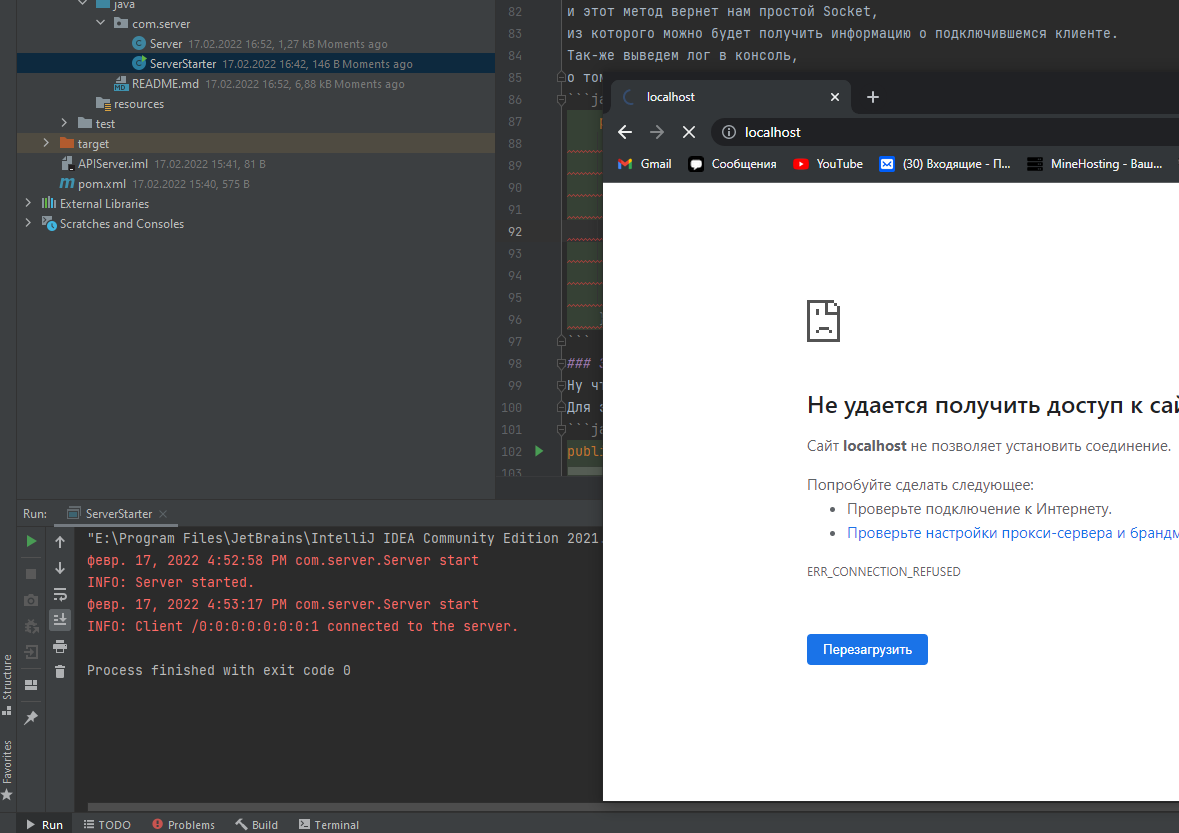 java
com.server
Server 17.02.2022 16:52, 1,27 kB Moments ago
ServerStarter 17.02.2022 16:42, 146 B Moments ago
README.md 17.02.2022 16:52, 6,88 kB Moments ago
resources
test
target
APIServer.iml 17.02.2022 15:41, 81 B
pom.xml 17.02.2022 15:40, 575 B
External Libraries
Scratches and Consoles
82 и этот метод вернет нам простой Socket,
83 из которого можно будет получить информацию о подключившемся клиенте.
84 Так-же выведем лог в консоль,
85 о том
86 ```ja
87
88
89
90
91
92
93
94
95
96
97 ```
98 ###
99 Ну чт
100 Для з
101 ```ja
102 publi
103
localhost
localhost
Gmail Сообщения YouTube (30) Входящие - П... MineHosting - Ваш...
Не удается получить доступ к сай
Сайт localhost не позволяет установить соединение.
Попробуйте сделать следующее:
Проверьте подключение к Интернету.
Проверьте настройки прокси-сервера и брандм
ERR_CONNECTION_REFUSED
Перезагрузить
Run: ServerStarter
"E:\Program Files\JetBrains\IntelliJ IDEA Community Edition 2021.
февр. 17, 2022 4:52:58 PM com.server.Server start
INFO: Server started.
февр. 17, 2022 4:53:17 PM com.server.Server start
INFO: Client /0:0:0:0:0:0:0:1 connected to the server.
Process finished with exit code 0
Structure
Favorites
Run TODO Problems Build Terminal